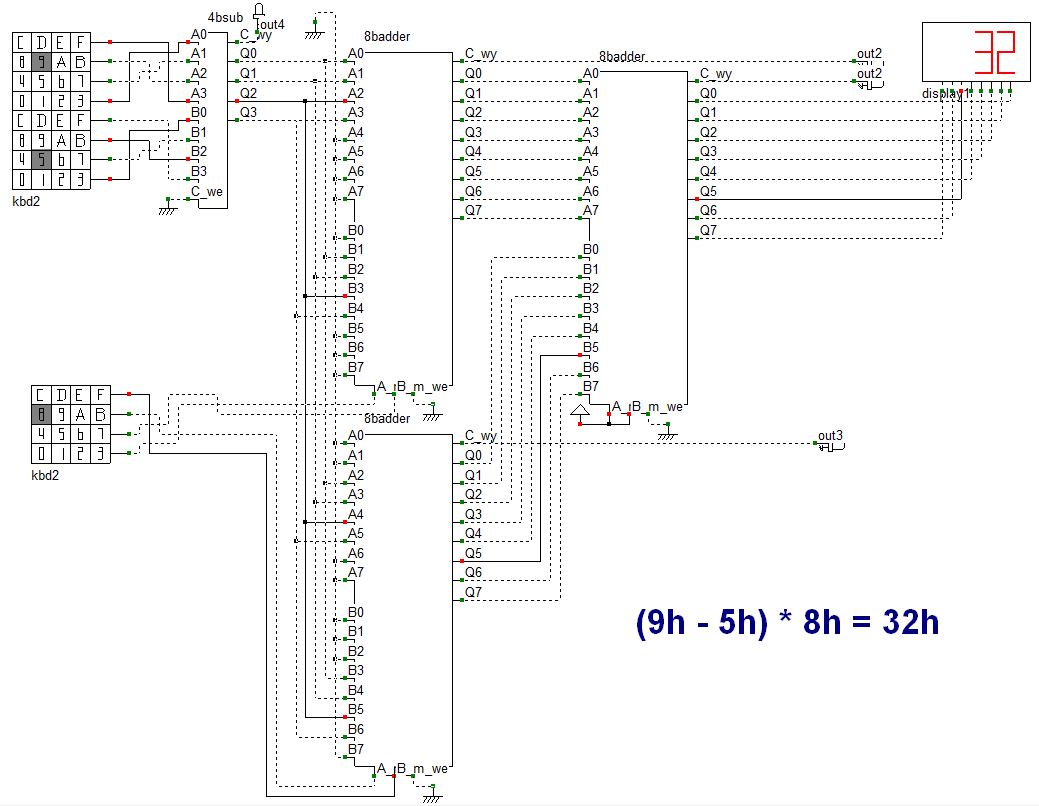 4bsub
out4
C D E F
8 9 A B
4 5 6 7
0 1 2 3
C D E F
8 9 A B
4 5 6 7
0 1 2 3
kbd2
A0
A1
A2
A3
B0
B1
B2
B3
C_we
C_wy
Q0
Q1
Q2
Q3
8badder
A0
A1
A2
A3
A4
A5
A6
A7
B0
B1
B2
B3
B4
B5
B6
B7
A_B_m_we
C_wy
Q0
Q1
Q2
Q3
Q4
Q5
Q6
Q7
8badder
A0
A1
A2
A3
A4
A5
A6
A7
B0
B1
B2
B3
B4
B5
B6
B7
A_B_m_we
C_wy
Q0
Q1
Q2
Q3
Q4
Q5
Q6
Q7
out2
out2
32
display1
C D E F
8 9 A B
4 5 6 7
0 1 2 3
kbd2
8badder
A0
A1
A2
A3
A4
A5
A6
A7
B0
B1
B2
B3
B4
B5
B6
B7
A_B_m_we
C_wy
Q0
Q1
Q2
Q3
Q4
Q5
Q6
Q7
out3
(9h - 5h) * 8h = 32h